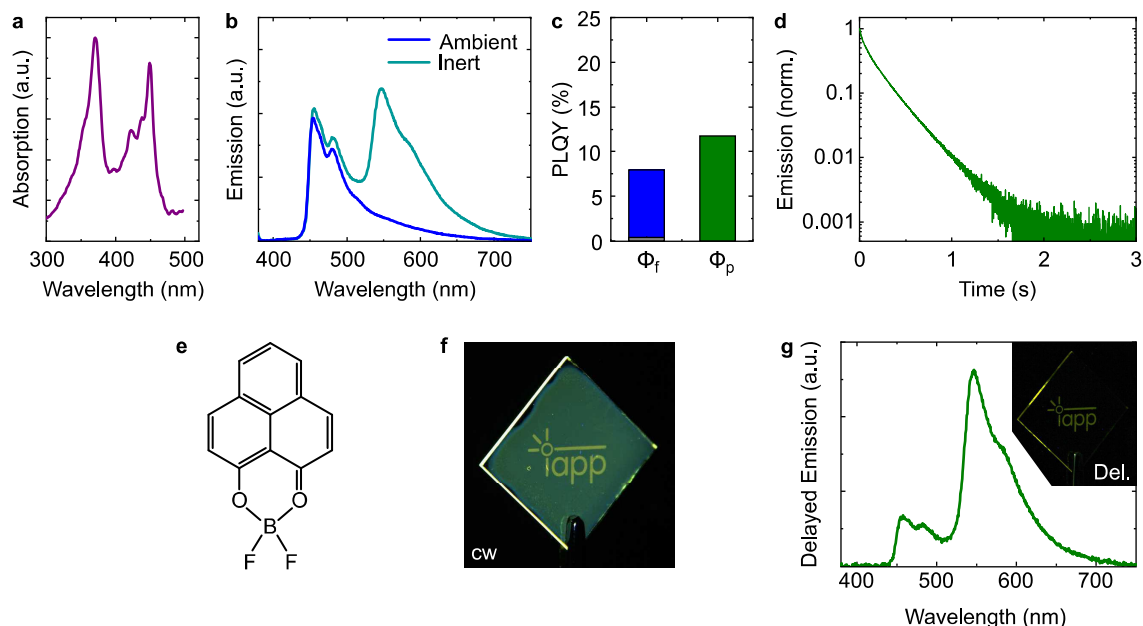 a
Absorption (a.u.)
300 400 500
Wavelength (nm)
b
Ambient
Inert
Emission (a.u.)
400 500 600 700
Wavelength (nm)
c
PLQY (%)
25
20
15
10
5
0
Φf Φp
d
Emission (norm.)
1
0.1
0.01
0.001
0 1 2 3
Time (s)
e
O O
B
F F
f
iapp
cw
g
Delayed Emission (a.u.)
iapp
Del.
400 500 600 700
Wavelength (nm)